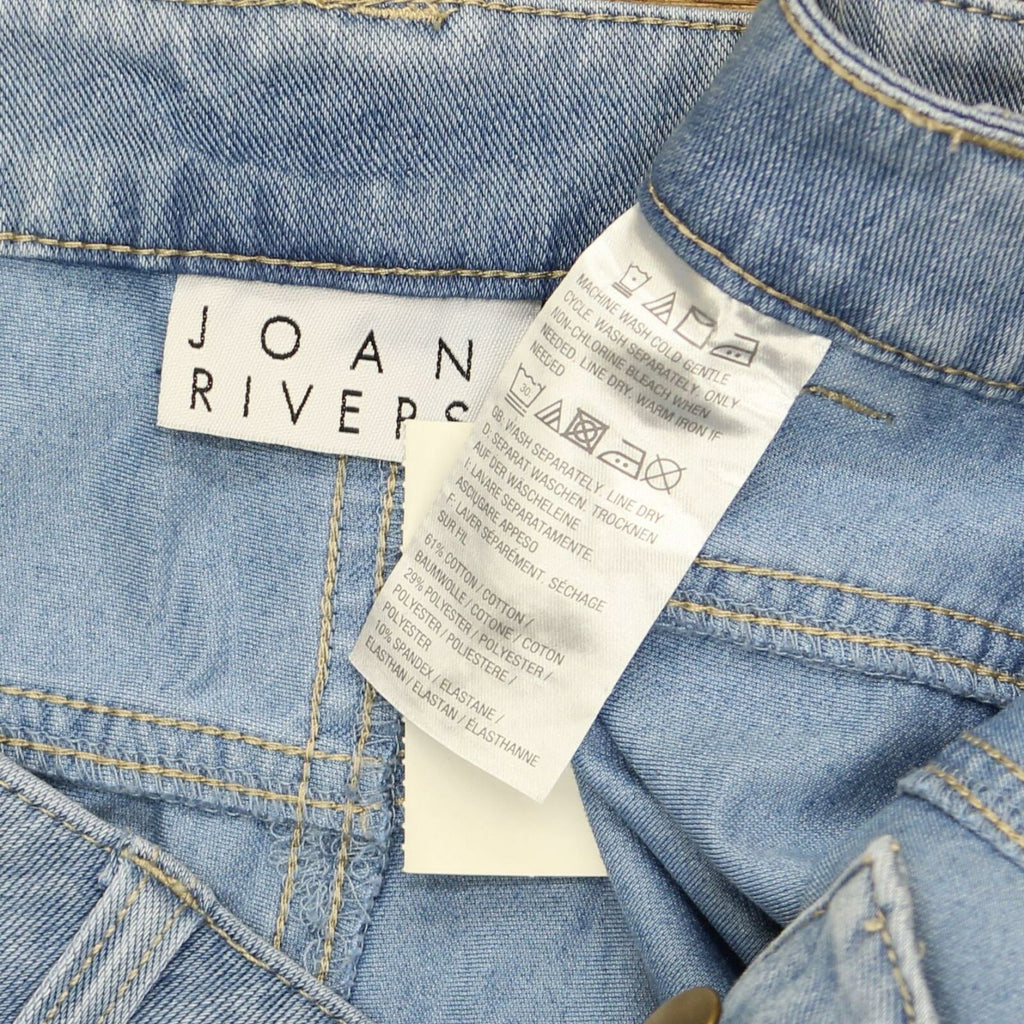 JOAN
RIVERS
MACHINE WASH COLD GENTLE
CYCLE. WASH SEPARATELY. ONLY
NON-CHLORINE BLEACH WHEN
NEEDED. LINE DRY. WARM IRON IF
NEEDED
30
GB: WASH SEPARATELY. LINE DRY
D: SEPARAT WASCHEN. TROCKNEN
AUF DER WÄSCHELEINE
I: LAVARE SEPARATAMENTE.
ASCIUGARE APPESO
F: LAVER SÉPARÉMENT. SÉCHAGE
SUR FIL
61% COTTON / COTTON /
BAUMWOLLE / COTONE / COTON
29% POLYESTER / POLYESTER /
POLYESTER / POLIESTERE /
POLYESTER
10% SPANDEX / ELASTANE /
ELASTHAN / ELASTAN / ÉLASTHANNE